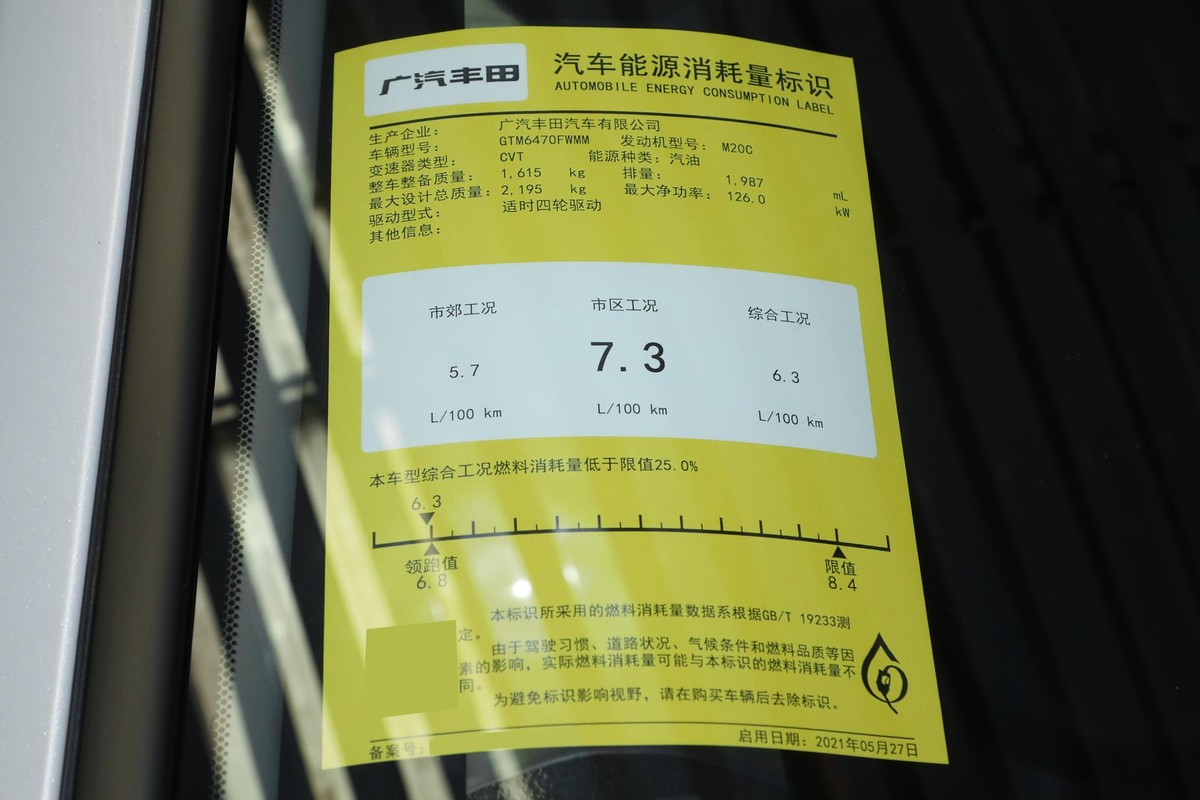 广汽丰田
汽车能源消耗量标识
AUTOMOBILE ENERGY CONSUMPTION LABEL
生产企业： 广汽丰田汽车有限公司
车辆型号： GTM6470FWMM 发动机型号： M20C
变速器类型： CVT 能源种类：汽油
整车整备质量： 1,615 kg 排量： 1,987 mL
最大设计总质量： 2,195 kg 最大净功率： 126.0 kW
驱动型式： 适时四轮驱动
其他信息：
市郊工况 市区工况 综合工况
5.7 7.3 6.3
L/100 km L/100 km L/100 km
本车型综合工况燃料消耗量低于限值25.0%
6.3
领跑值 限值
6.8 8.4
本标识所采用的燃料消耗量数据系根据GB/T 19233测
定。
由于驾驶习惯、道路状况、气候条件和燃料品质等因
素的影响，实际燃料消耗量可能与本标识的燃料消耗量不
同。
为避免标识影响视野，请在购买车辆后去除标识。
备案号： 启用日期：2021年05月27日